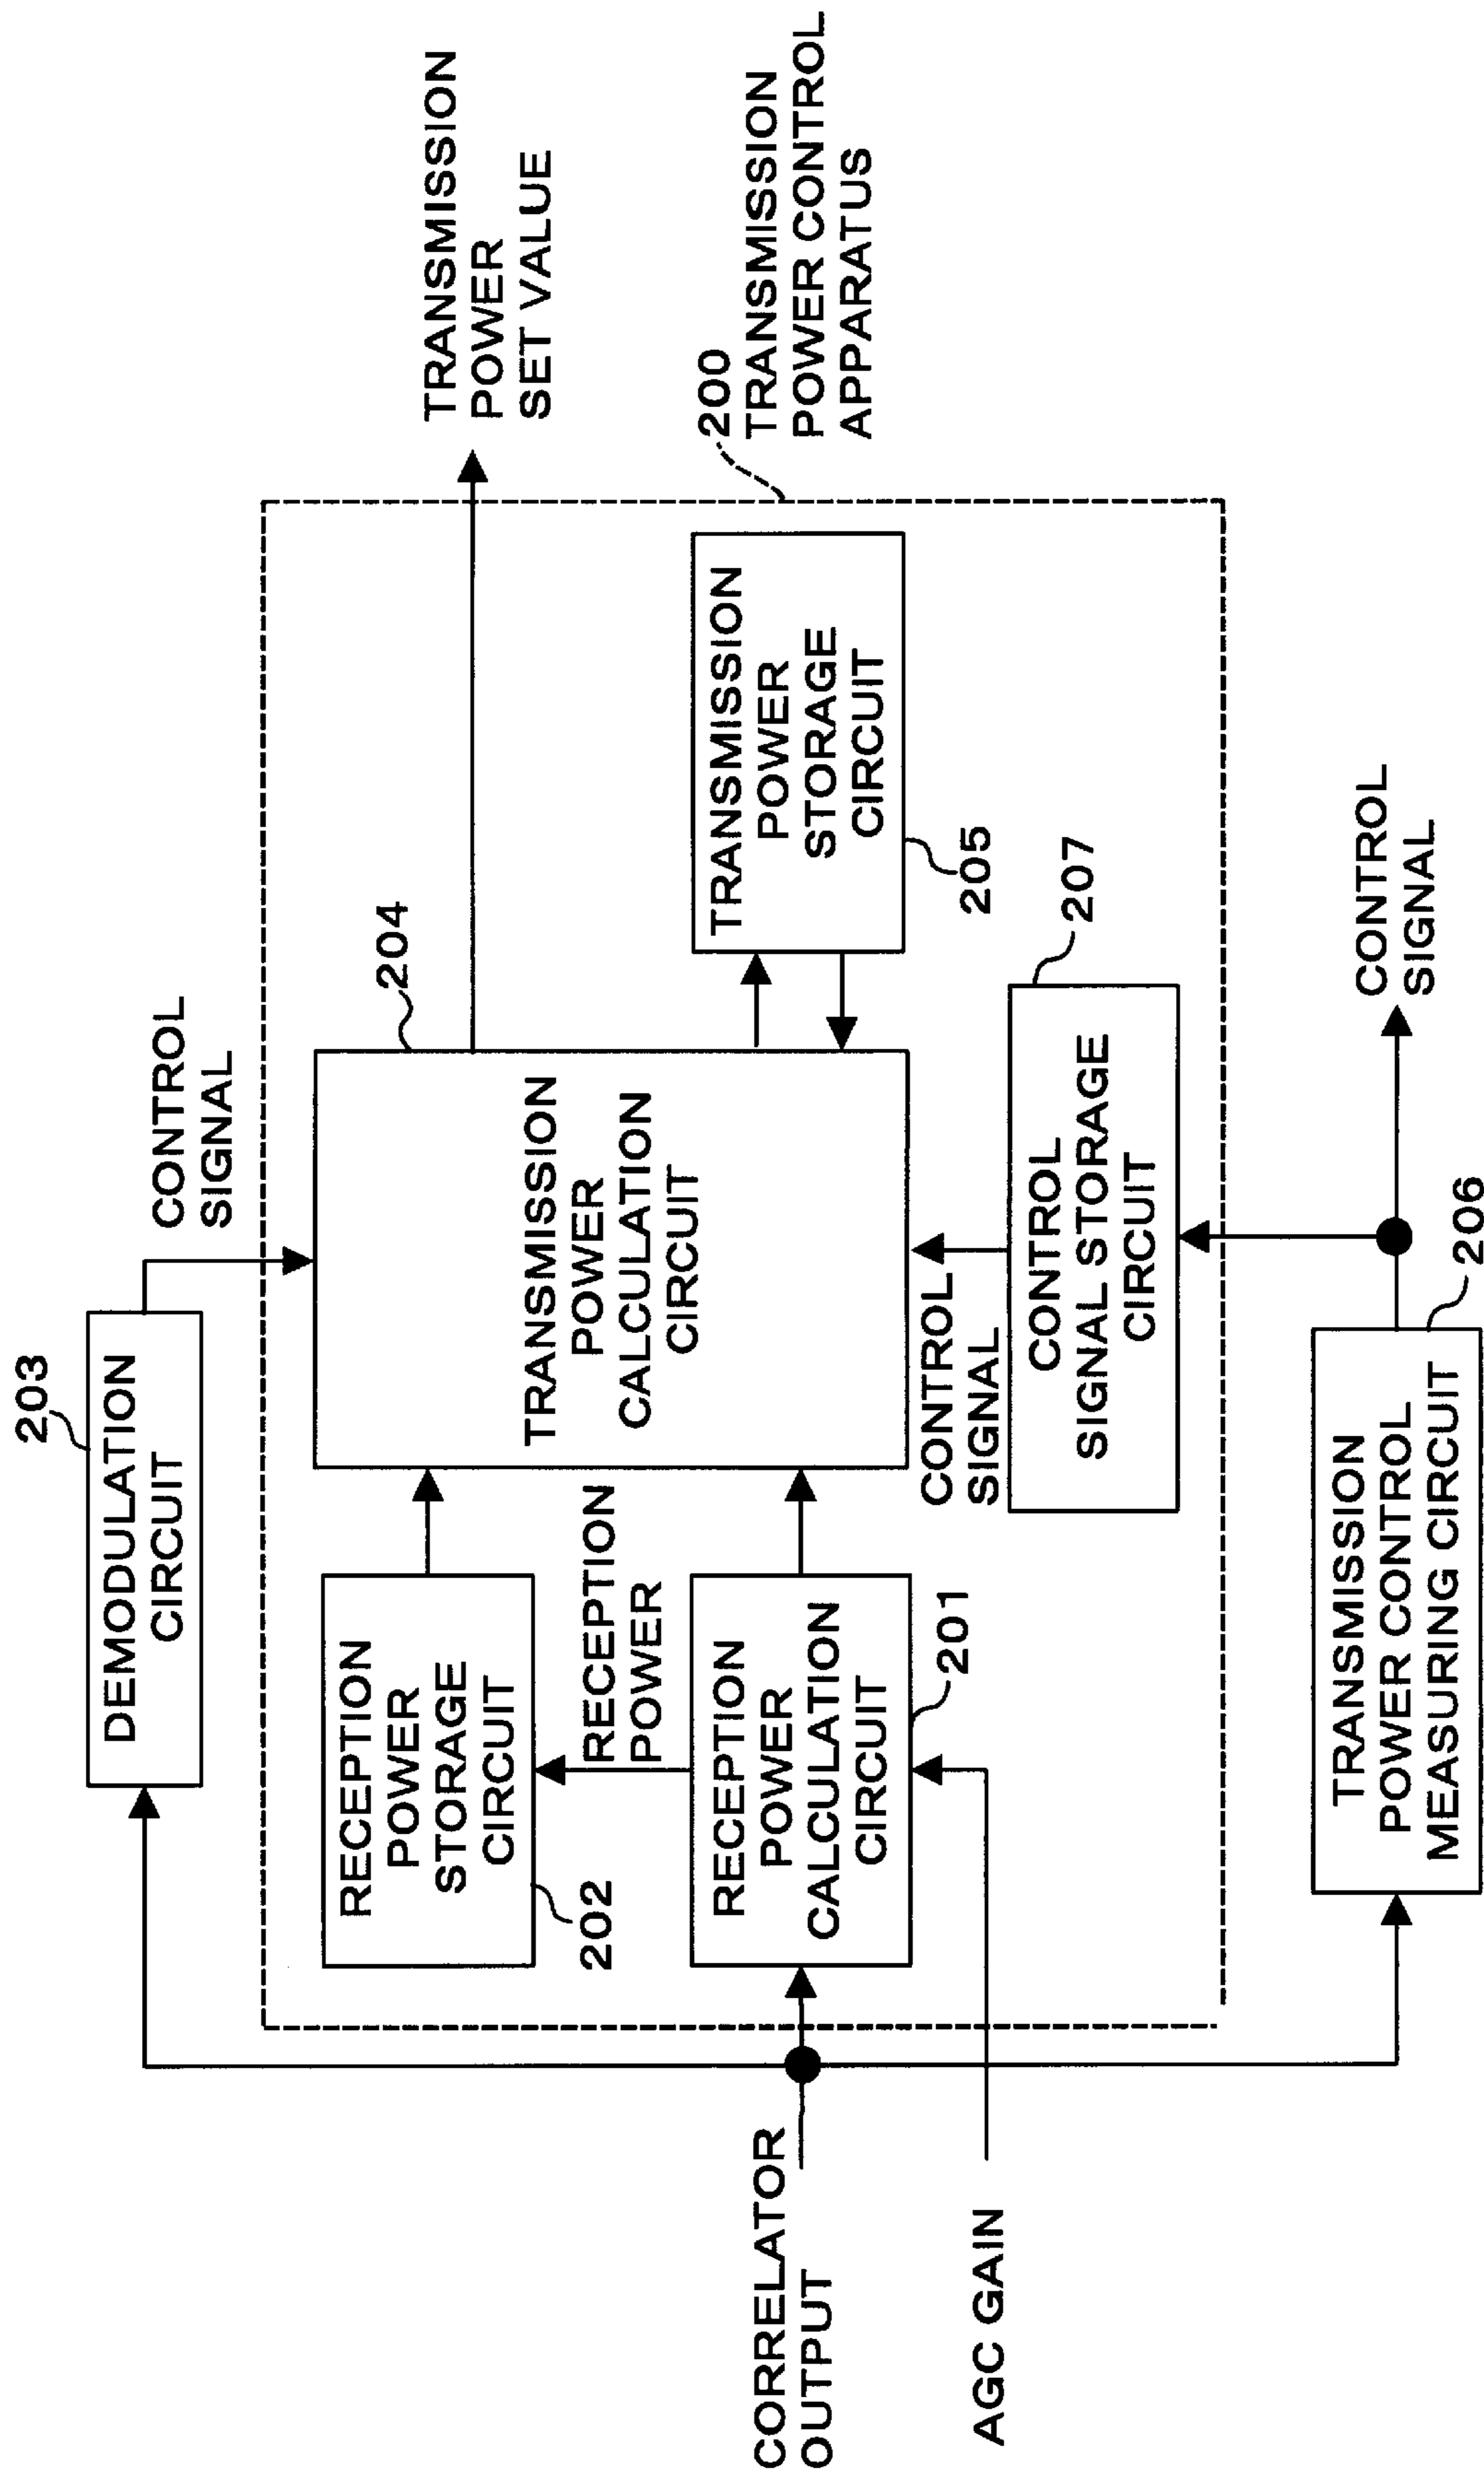 203
DEMODULATION
CIRCUIT
CONTROL
SIGNAL
204
TRANSMISSION
POWER
SET VALUE
RECEPTION
POWER
STORAGE
CIRCUIT
202
RECEPTION
POWER
TRANSMISSION
POWER
CALCULATION
CIRCUIT
200
TRANSMISSION
POWER CONTROL
APPARATUS
CORRELATOR
OUTPUT
RECEPTION
POWER
CALCULATION
CIRCUIT
201
TRANSMISSION
POWER
STORAGE
CIRCUIT
205
AGC GAIN
CONTROL
SIGNAL
CONTROL
SIGNAL STORAGE
CIRCUIT
207
TRANSMISSION
POWER CONTROL
MEASURING CIRCUIT
206
CONTROL
SIGNAL